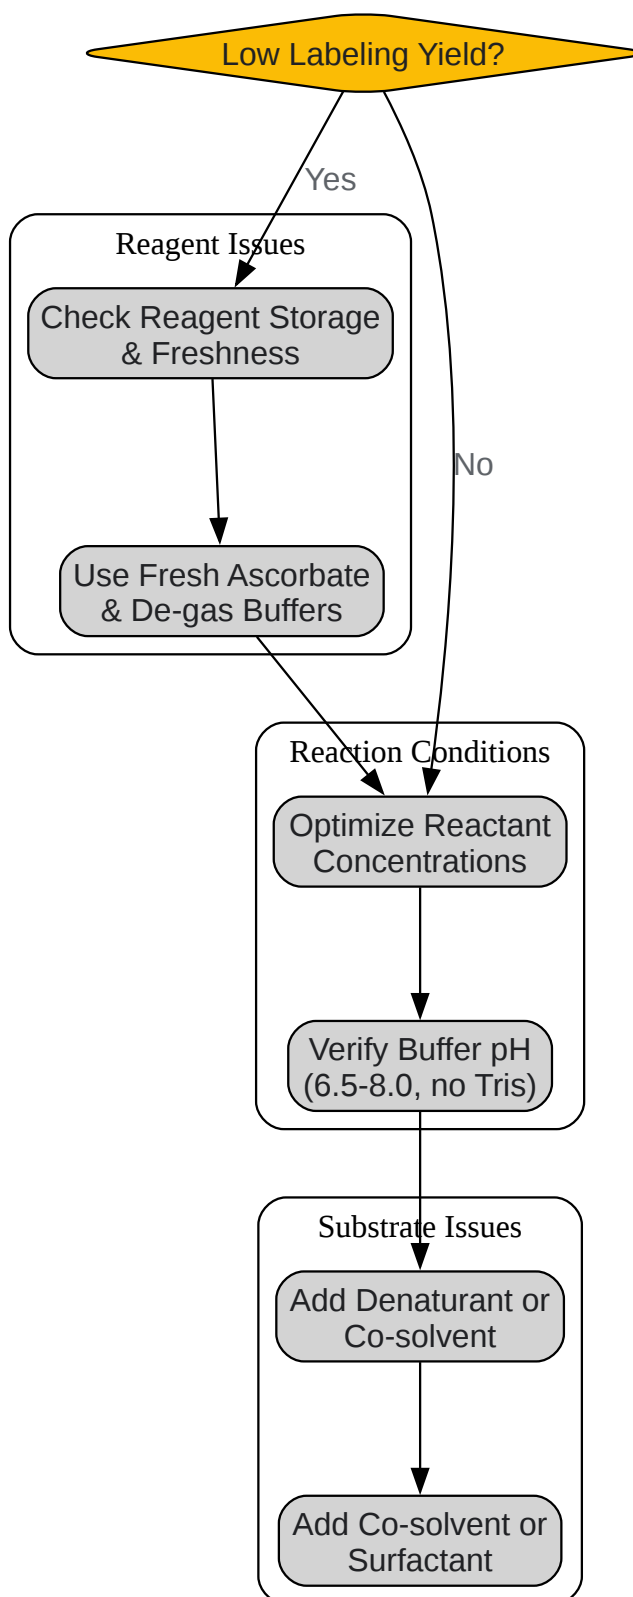 Low Labeling Yield?
Yes
Reagent Issues
Check Reagent Storage
& Freshness
No
Use Fresh Ascorbate
& De-gas Buffers
Reaction Conditions
Optimize Reactant
Concentrations
Verify Buffer pH
(6.5-8.0, no Tris)
Substrate Issues
Add Denaturant or
Co-solvent
Add Co-solvent or
Surfactant